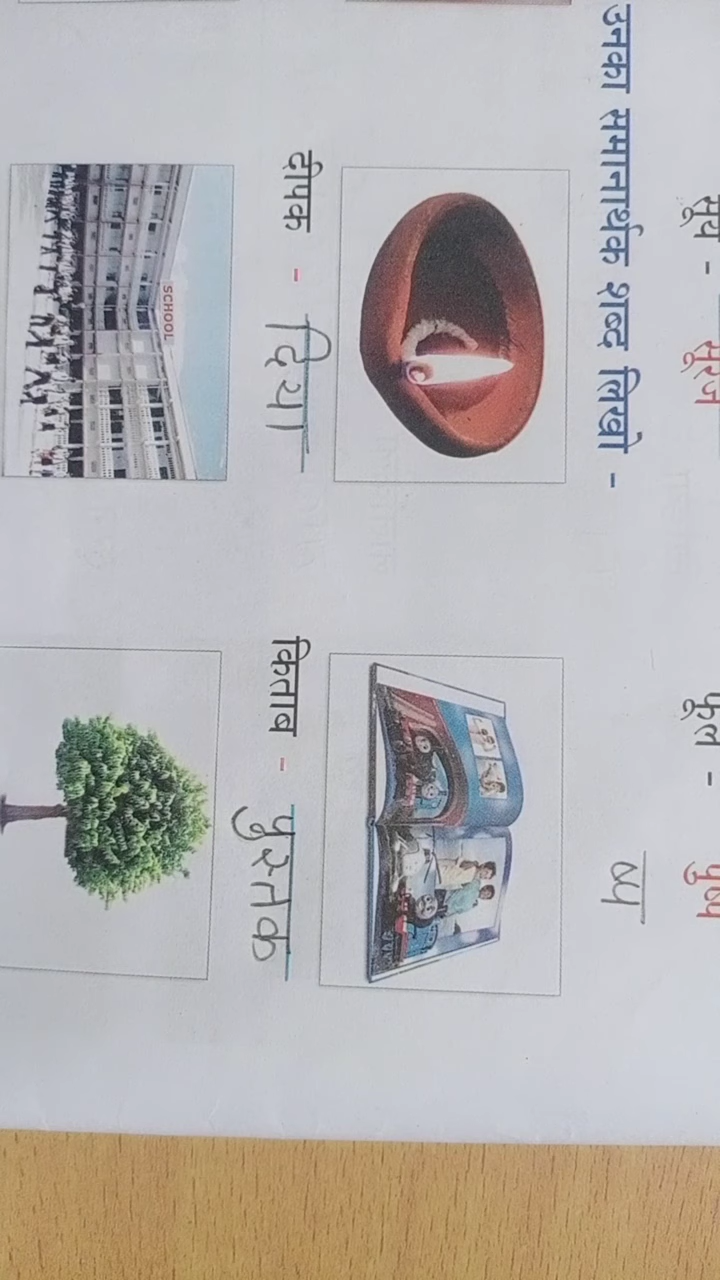 सूर्य - सूरज फूल - पुष्प
ष्प
उनका समानार्थक शब्द लिखो -
दीपक - दिया किताब - पुस्तक
SCHOOL